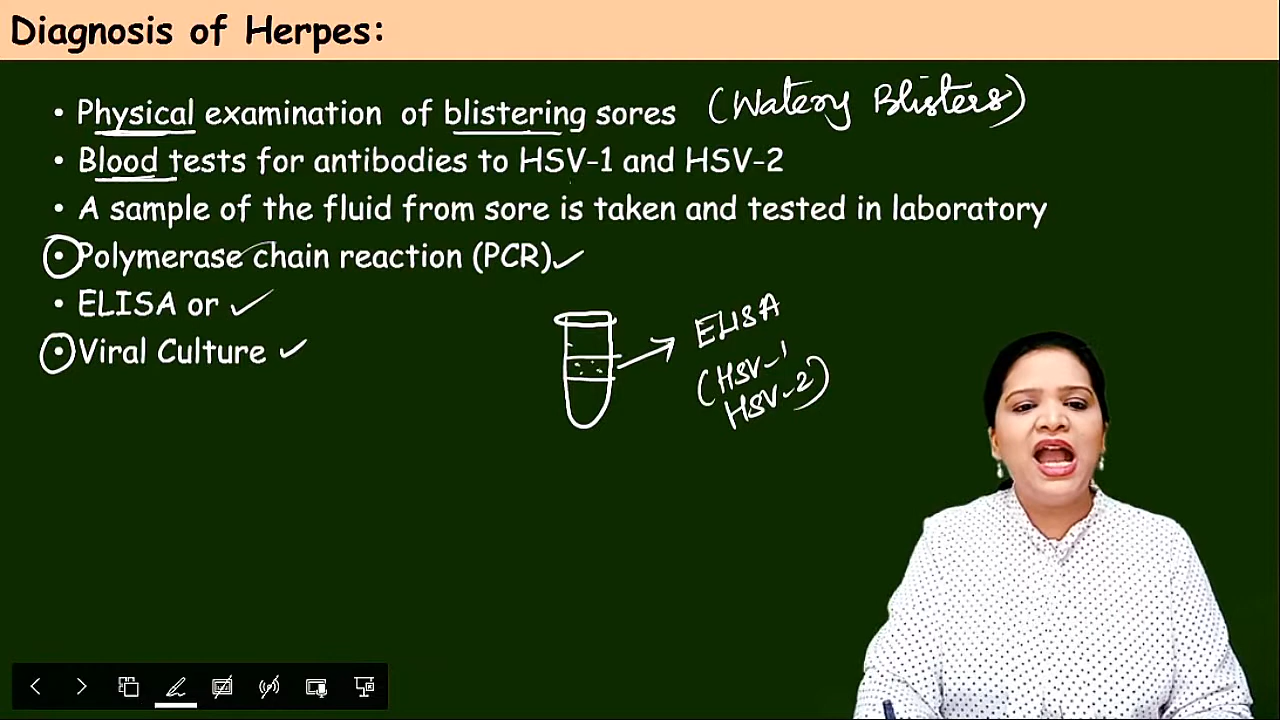 Diagnosis of Herpes:
• Physical examination of blistering sores (Watery Blisters)
• Blood tests for antibodies to HSV-1 and HSV-2
• A sample of the fluid from sore is taken and tested in laboratory
• Polymerase chain reaction (PCR)
• ELISA or
• Viral Culture
ELISA
(HSV-1
HSV-2)